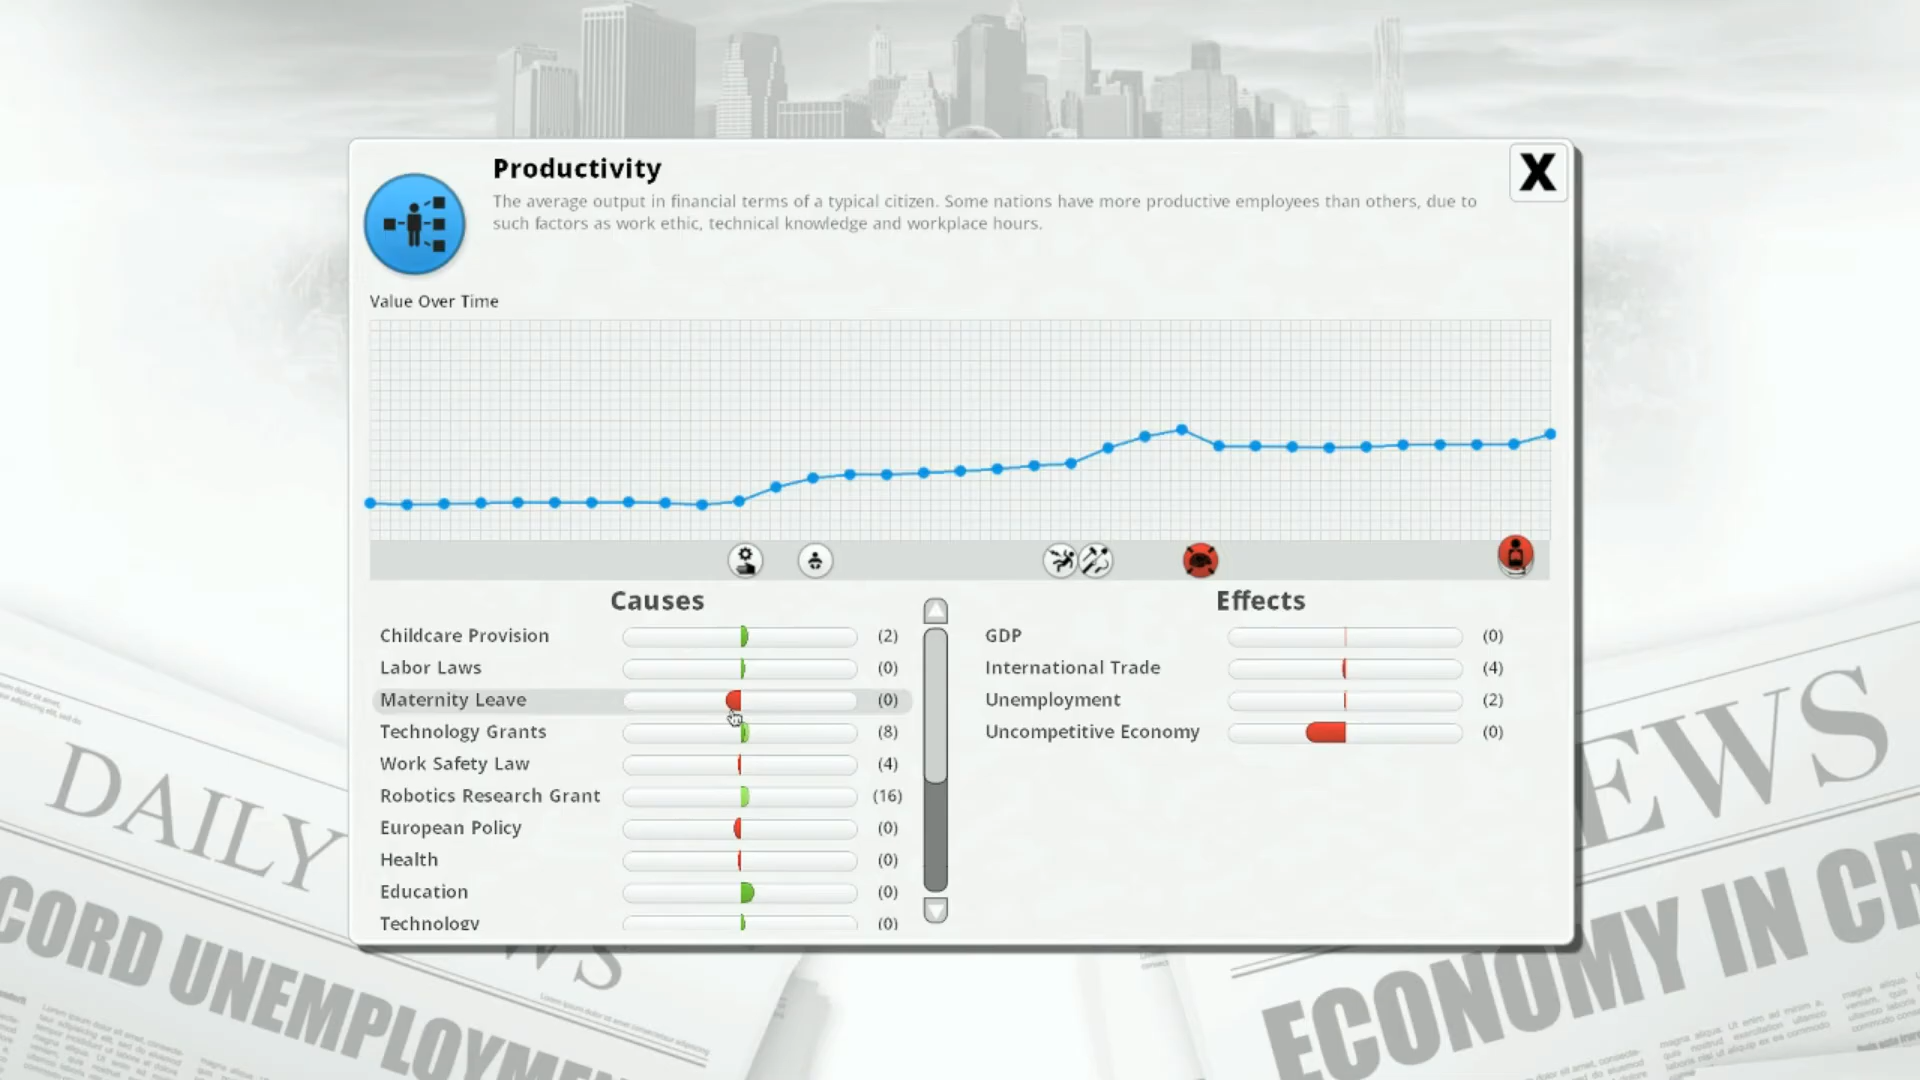 Productivity
X
The average output in financial terms of a typical citizen. Some nations have more productive employees than others, due to
such factors as work ethic, technical knowledge and workplace hours.
Value Over Time
Causes
Effects
Childcare Provision (2)
GDP (0)
Labor Laws (0)
International Trade (4)
Maternity Leave (0)
Unemployment (2)
Technology Grants (8)
Uncompetitive Economy (0)
Work Safety Law (4)
Robotics Research Grant (16)
European Policy (0)
Health (0)
Education (0)
Technology (0)
DAILY
EWS
CORD UNEMPLOYME
WS
ECONOMY IN CR